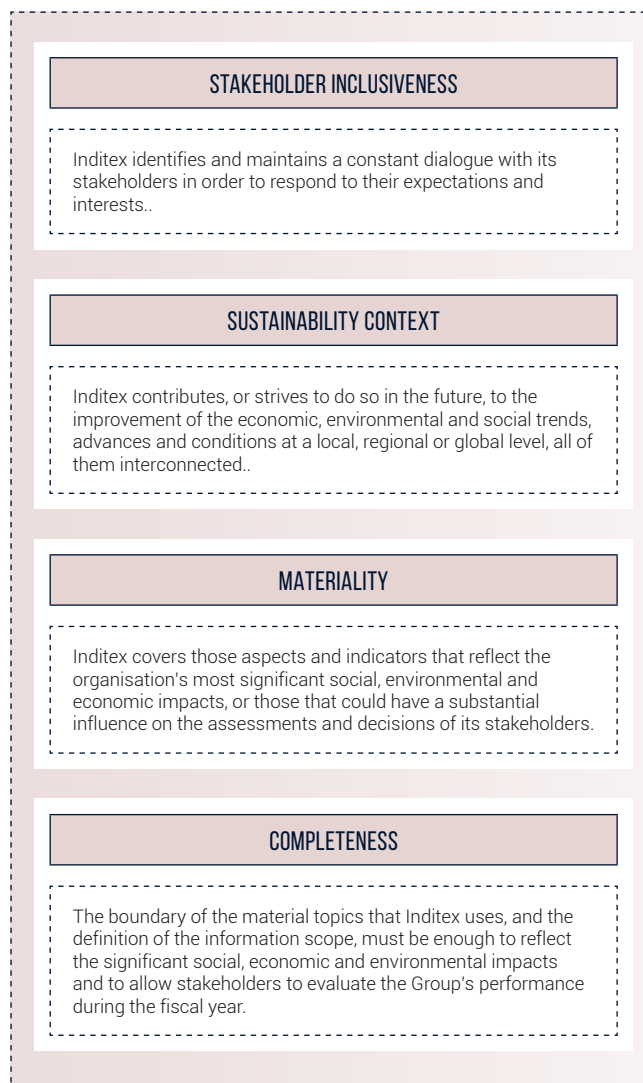 STAKEHOLDER INCLUSIVENESS
Inditex identifies and maintains a constant dialogue with its
stakeholders in order to respond to their expectations and
interests..
SUSTAINABILITY CONTEXT
Inditex contributes, or strives to do so in the future, to the
improvement of the economic, environmental and social trends,
advances and conditions at a local, regional or global level, all of
them interconnected..
MATERIALITY
Inditex covers those aspects and indicators that reflect the
organisation's most significant social, environmental and
economic impacts, or those that could have a substantial
influence on the assessments and decisions of its stakeholders.
COMPLETENESS
The boundary of the material topics that Inditex uses, and the
definition of the information scope, must be enough to reflect
the significant social, economic and environmental impacts
and to allow stakeholders to evaluate the Group's performance
during the fiscal year.